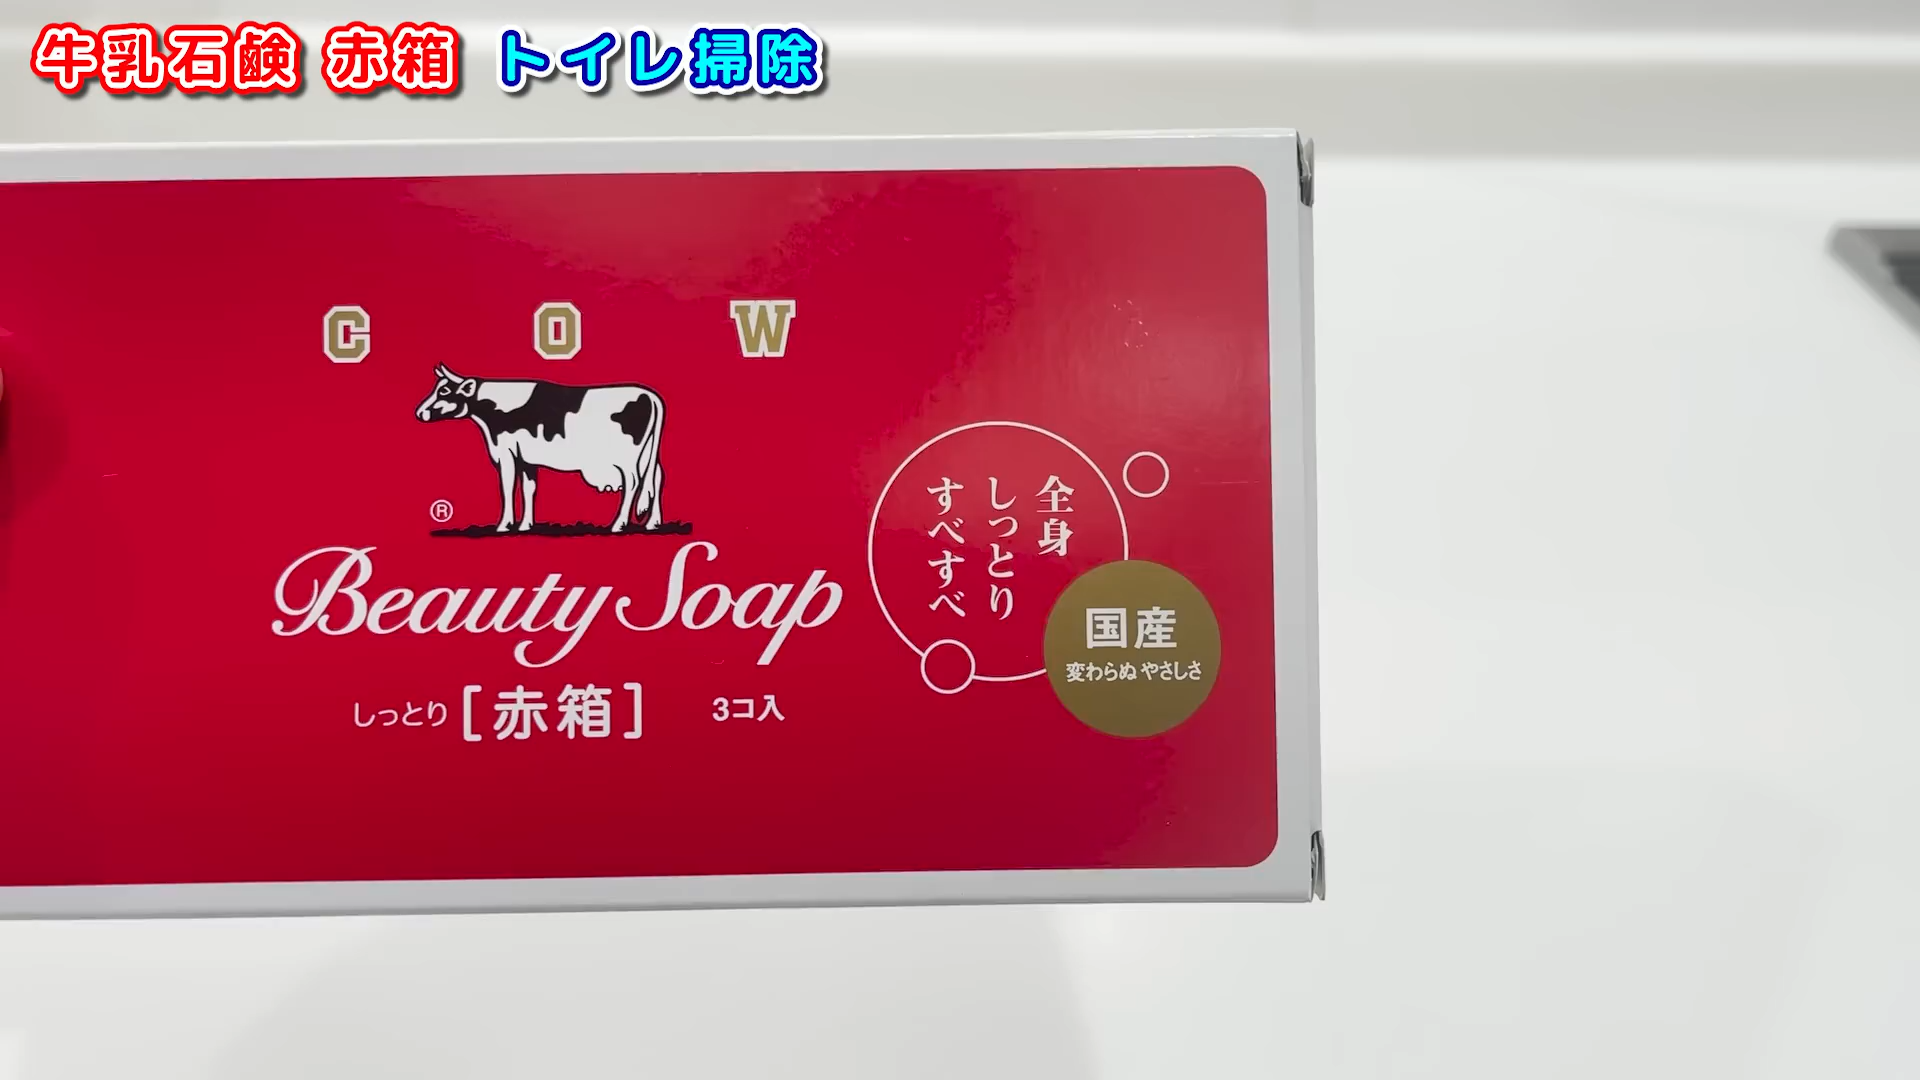 牛乳石鹸 赤箱 トイレ掃除
COW
®
Beauty Soap
しっとり［赤箱］ 3コ入
全身
しっとり
すべすべ
国産
変わらぬ やさしさ